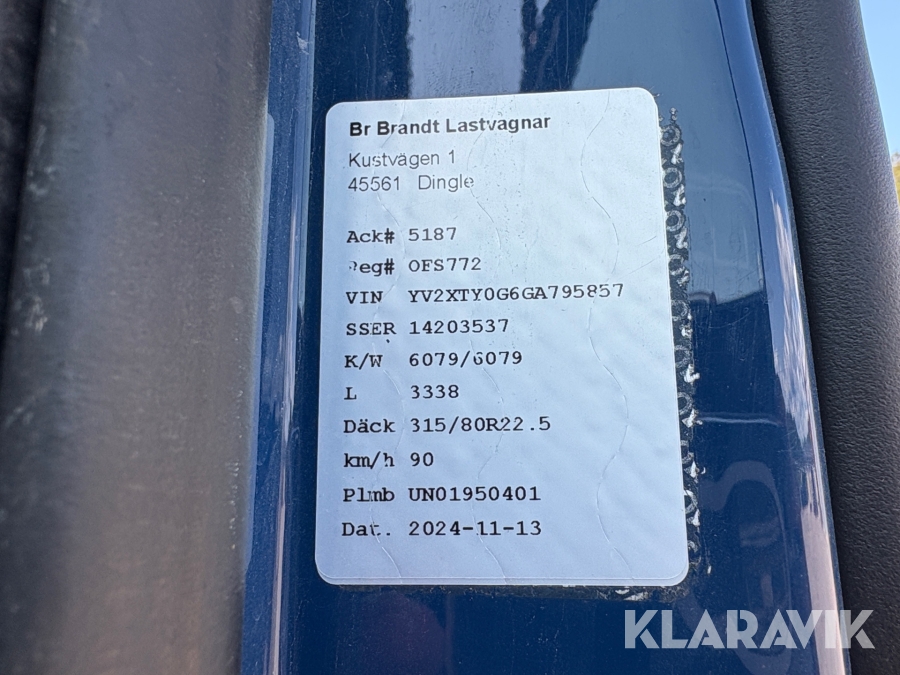 Br Brandt Lastvagnar
Kustvägen 1
45561 Dingle
Ack# 5187
Reg# OFS772
VIN YV2XTY0G6GA795857
SSER 14203537
K/W 6079/6079
L 3338
Däck 315/80R22.5
km/h 90
Plmb UN01950401
Dat. 2024-11-13
KLARAVIK